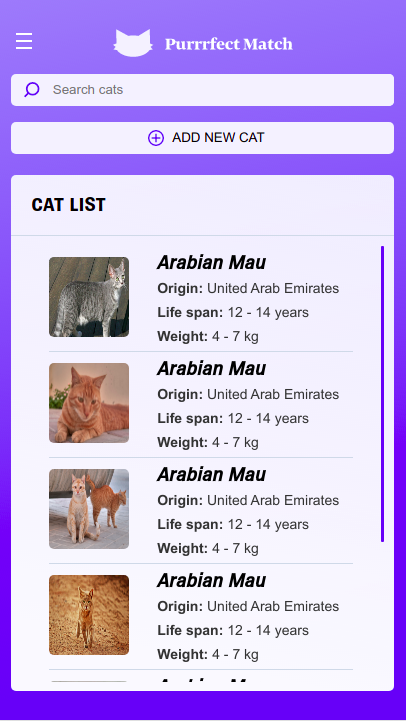 Purrrfect Match
Search cats
ADD NEW CAT
CAT LIST
Arabian Mau
Origin: United Arab Emirates
Life span: 12 - 14 years
Weight: 4 - 7 kg
Arabian Mau
Origin: United Arab Emirates
Life span: 12 - 14 years
Weight: 4 - 7 kg
Arabian Mau
Origin: United Arab Emirates
Life span: 12 - 14 years
Weight: 4 - 7 kg
Arabian Mau
Origin: United Arab Emirates
Life span: 12 - 14 years
Weight: 4 - 7 kg